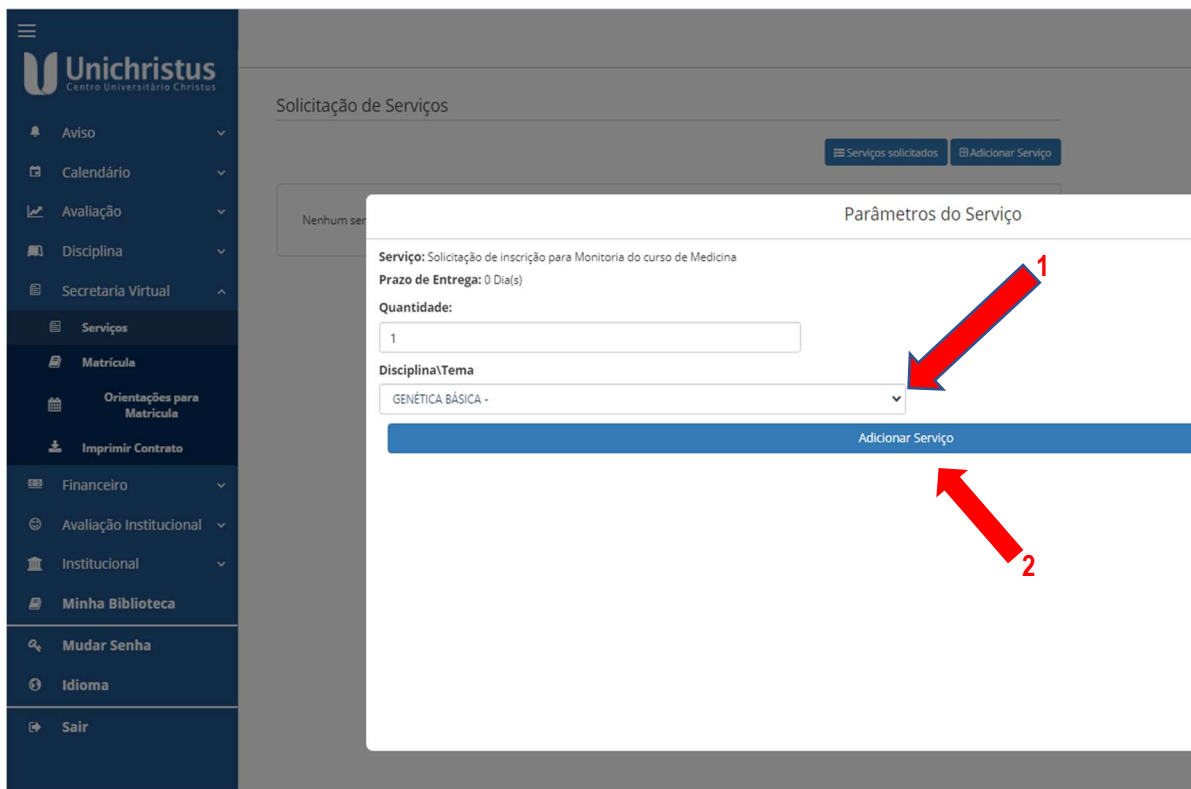 Unichristus
Centro Universitário Christus
Aviso
Calendário
Avaliação
Disciplina
Secretaria Virtual
Serviços
Matrícula
Orientações para
Matricula
Imprimir Contrato
Financeiro
Avaliação Institucional
Institucional
Minha Biblioteca
Mudar Senha
Idioma
Sair
Solicitação de Serviços
Serviços solicitados
Adicionar Serviço
Nenhum ser
Parâmetros do Serviço
Serviço: Solicitação de inscrição para Monitoria do curso de Medicina
Prazo de Entrega: 0 Dia(s)
Quantidade:
1
Disciplina\Tema
GENÉTICA BÁSICA -
Adicionar Serviço
1
2